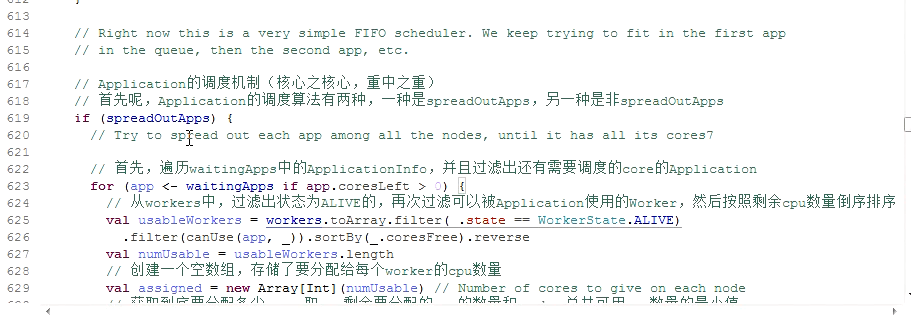 612 }
613
614 // Right now this is a very simple FIFO scheduler. We keep trying to fit in the first app
615 // in the queue, then the second app, etc.
616
617 // Application的调度机制（核心之核心，重中之重）
618 // 首先呢，Application的调度算法有两种，一种是spreadOutApps，另一种是非spreadOutApps
619 if (spreadOutApps) {
620 // Try to spread out each app among all the nodes, until it has all its cores7
621
622 // 首先，遍历waitingApps中的ApplicationInfo，并且过滤出还有需要调度的core的Application
623 for (app <- waitingApps if app.coresLeft > 0) {
624 // 从workers中，过滤出状态为ALIVE的，再次过滤可以被Application使用的Worker，然后按照剩余cpu数量倒序排序
625 val usableWorkers = workers.toArray.filter(_.state == WorkerState.ALIVE)
626 .filter(canUse(app, _)).sortBy(_.coresFree).reverse
627 val numUsable = usableWorkers.length
628 // 创建一个空数组，存储了要分配给每个worker的cpu数量
629 val assigned = new Array[Int](numUsable) // Number of cores to give on each node